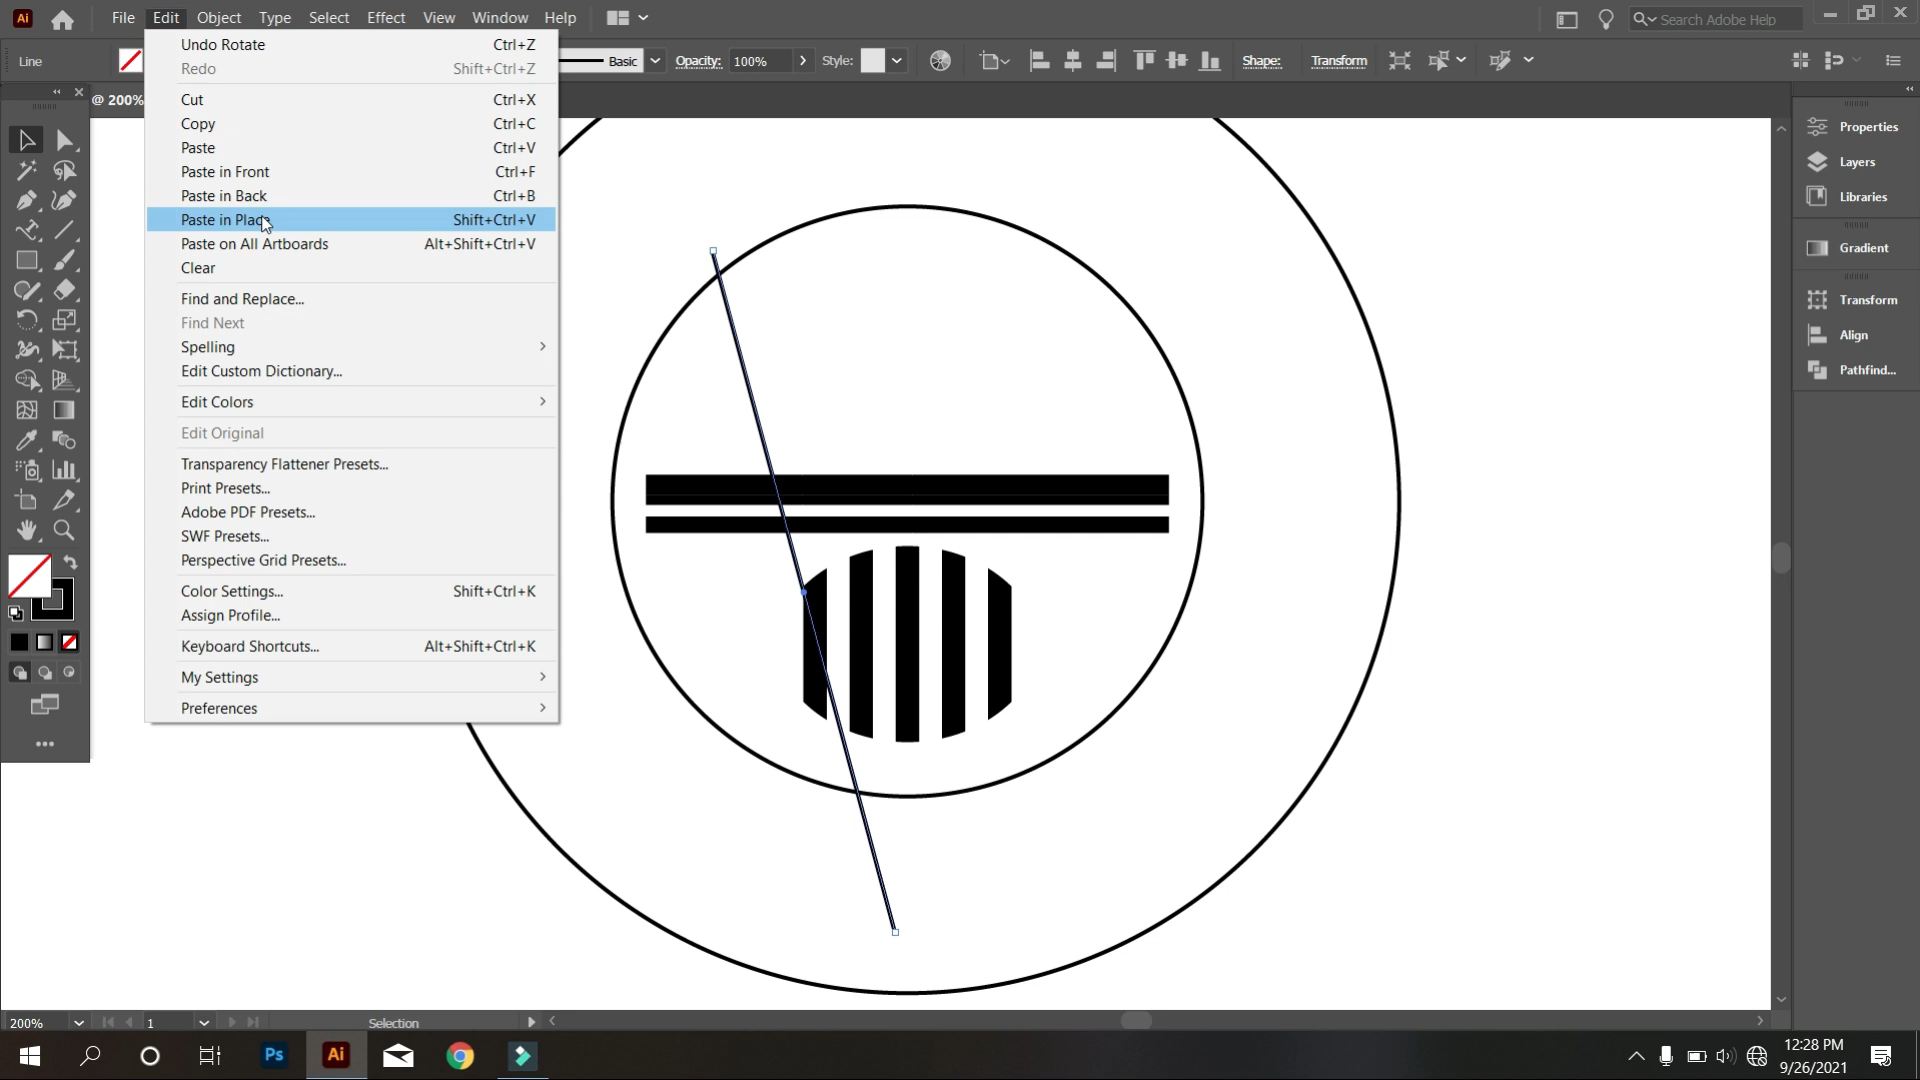 Ai File Edit Object Type Select Effect View Window Help Search Adobe Help
Line Basic Opacity: 100% Style: Shape: Transform
@ 200%
Undo Rotate Ctrl+Z
Redo Shift+Ctrl+Z
Cut Ctrl+X
Copy Ctrl+C
Paste Ctrl+V
Paste in Front Ctrl+F
Paste in Back Ctrl+B
Paste in Place Shift+Ctrl+V
Paste on All Artboards Alt+Shift+Ctrl+V
Clear
Find and Replace...
Find Next
Spelling
Edit Custom Dictionary...
Edit Colors
Edit Original
Transparency Flattener Presets...
Print Presets...
Adobe PDF Presets...
SWF Presets...
Perspective Grid Presets...
Color Settings... Shift+Ctrl+K
Assign Profile...
Keyboard Shortcuts... Alt+Shift+Ctrl+K
My Settings
Preferences
Properties
Layers
Libraries
Gradient
Transform
Align
Pathfind...
200% 1 Selection
Ps Ai 12:28 PM
9/26/2021